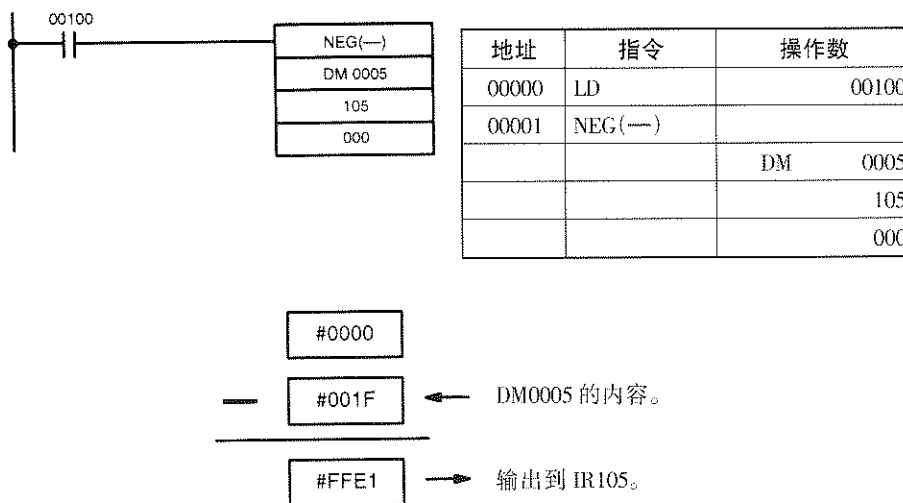 00100
NEG(—)
DM 0005
105
000
地址 指令 操作数
00000 LD 00100
00001 NEG(—)
DM 0005
105
000
#0000
— #001F DM0005 的内容。
#FFE1 输出到 IR105。